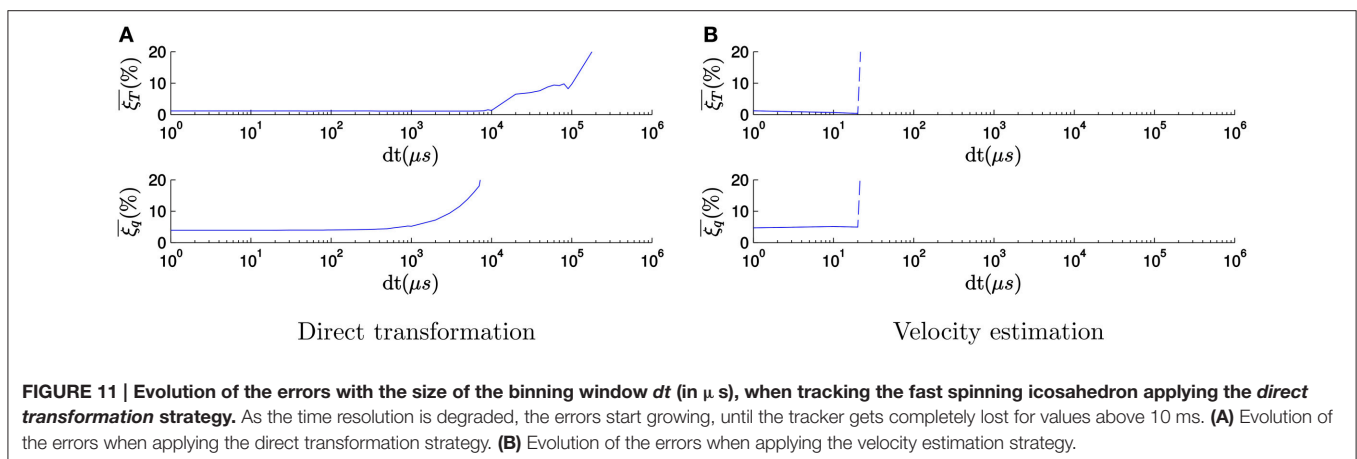 A
B
20
10
0
ξ_T(%)
10^0 10^1 10^2 10^3 10^4 10^5 10^6
dt(μs)
20
10
0
ξ_T(%)
10^0 10^1 10^2 10^3 10^4 10^5 10^6
dt(μs)
20
10
0
ξ_q(%)
10^0 10^1 10^2 10^3 10^4 10^5 10^6
dt(μs)
20
10
0
ξ_q(%)
10^0 10^1 10^2 10^3 10^4 10^5 10^6
dt(μs)
Direct transformation
Velocity estimation
FIGURE 11 | Evolution of the errors with the size of the binning window dt (in μ s), when tracking the fast spinning icosahedron applying the direct
transformation strategy. As the time resolution is degraded, the errors start growing, until the tracker gets completely lost for values above 10 ms. (A) Evolution of
the errors when applying the direct transformation strategy. (B) Evolution of the errors when applying the velocity estimation strategy.